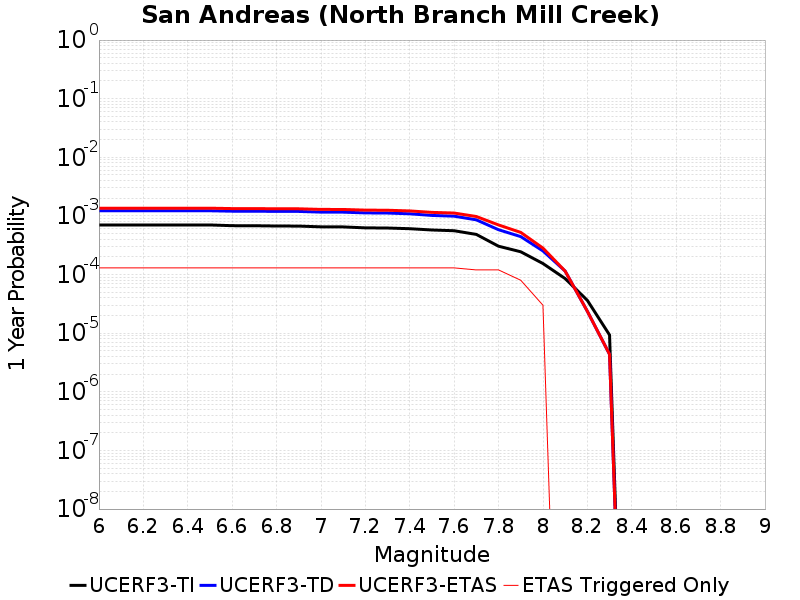 San Andreas (North Branch Mill Creek)
10^0
10^-1
10^-2
10^-3
10^-4
10^-5
10^-6
10^-7
10^-8
1 Year Probability
6 6.2 6.4 6.6 6.8 7 7.2 7.4 7.6 7.8 8 8.2 8.4 8.6 8.8 9
Magnitude
UCERF3-TI UCERF3-TD UCERF3-ETAS ETAS Triggered Only